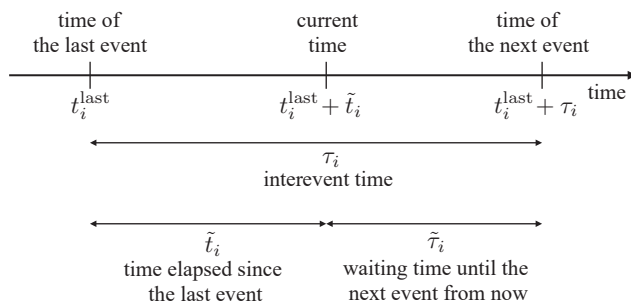 time of
the last event
current
time
time of
the next event
t_i^last
t_i^last + t̃_i
t_i^last + τ_i
time
τ_i
interevent time
t̃_i
time elapsed since
the last event
τ̃_i
waiting time until the
next event from now